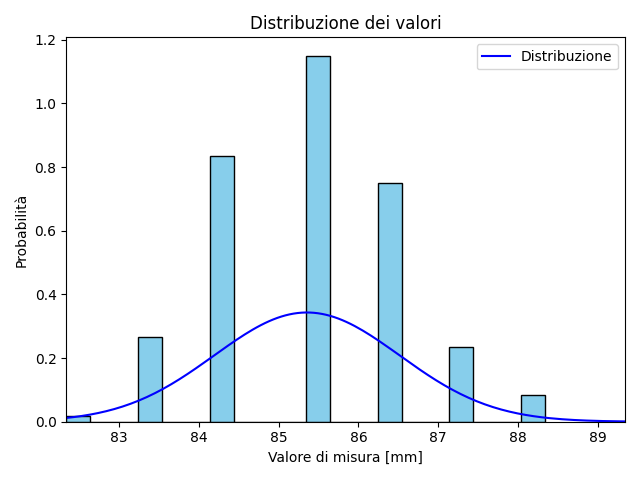 Distribuzione dei valori
Distribuzione
1.2
1.0
0.8
0.6
0.4
0.2
0.0
Probabilità
83 84 85 86 87 88 89
Valore di misura [mm]